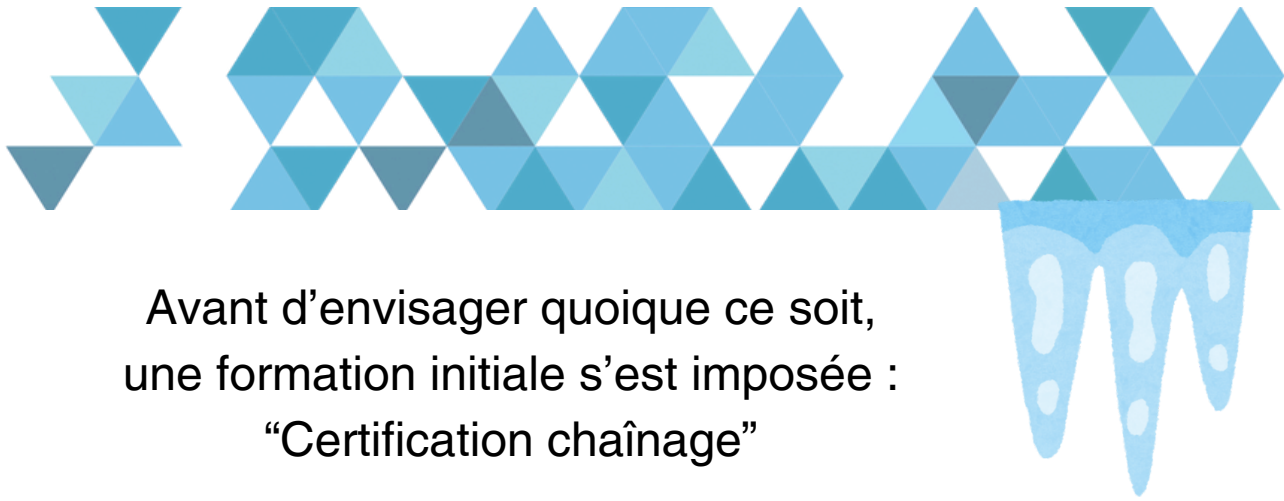 Avant d’envisager quoique ce soit,
une formation initiale s’est imposée :
“Certification chaînage”